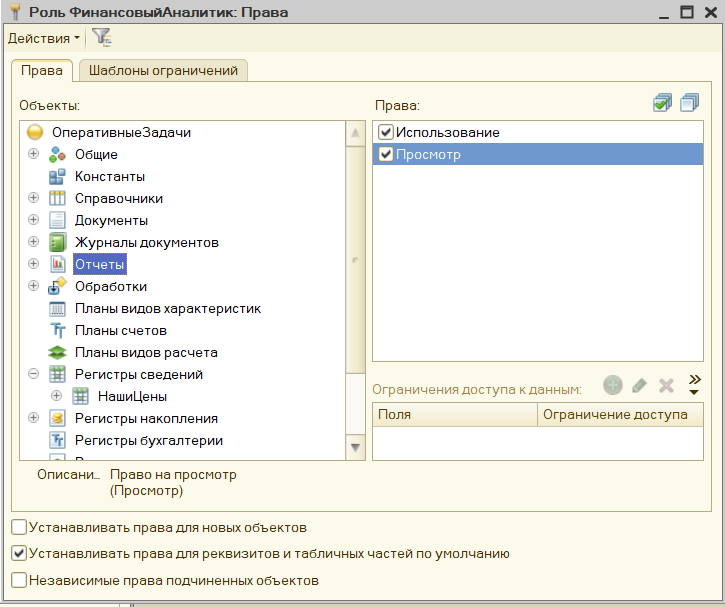 Роль ФинансовыйАналитик: Права
Действия
Права
Шаблоны ограничений
Объекты:
ОперативныеЗадачи
Общие
Константы
Справочники
Документы
Журналы документов
Отчеты
Обработки
Планы видов характеристик
Планы счетов
Планы видов расчета
Регистры сведений
НашиЦены
Регистры накопления
Регистры бухгалтерии
Права:
Использование
Просмотр
Ограничения доступа к данным:
Поля Ограничение доступа
Описани... Право на просмотр
(Просмотр)
Устанавливать права для новых объектов
Устанавливать права для реквизитов и табличных частей по умолчанию
Независимые права подчиненных объектов